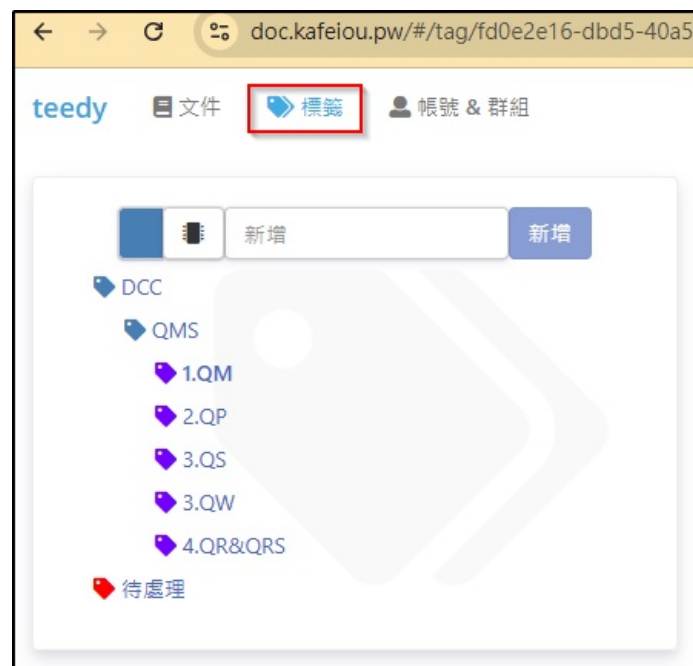 doc.kafeiou.pw/#/tag/fd0e2e16-dbd5-40a5
teedy 文件 標籤 帳號 & 群組
新增 新增
DCC
QMS
1.QM
2.QP
3.QS
3.QW
4.QR&QRS
待處理